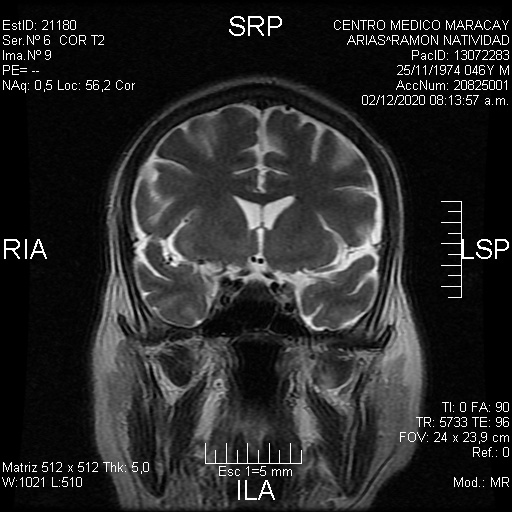 EstID: 21180
Ser.Nº 6 COR T2
Ima.Nº 9
PE= --
NAq: 0,5 Loc: 56,2 Cor
SRP
CENTRO MEDICO MARACAY
ARIAS^RAMON NATIVIDAD
PacID: 13072283
25/11/1974 046Y M
AccNum: 20825001
02/12/2020 08:13:57 a.m.
RIA
LSP
TI: 0 FA: 90
TR: 5733 TE: 96
FOV: 24 x 23,9 cm
Ref.: 0
Mod.: MR
Matriz 512 x 512 Thk: 5,0
W:1021 L:510
Esc 1=5 mm
ILA